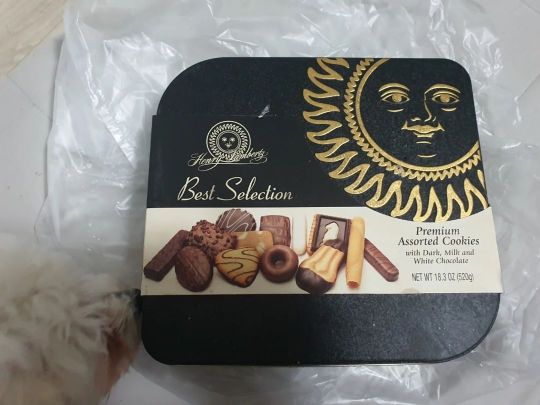 Henry Lambertz
Best Selection
Premium
Assorted Cookies
with Dark, Milk and
White Chocolate
NET WT 18.3 OZ (520g)